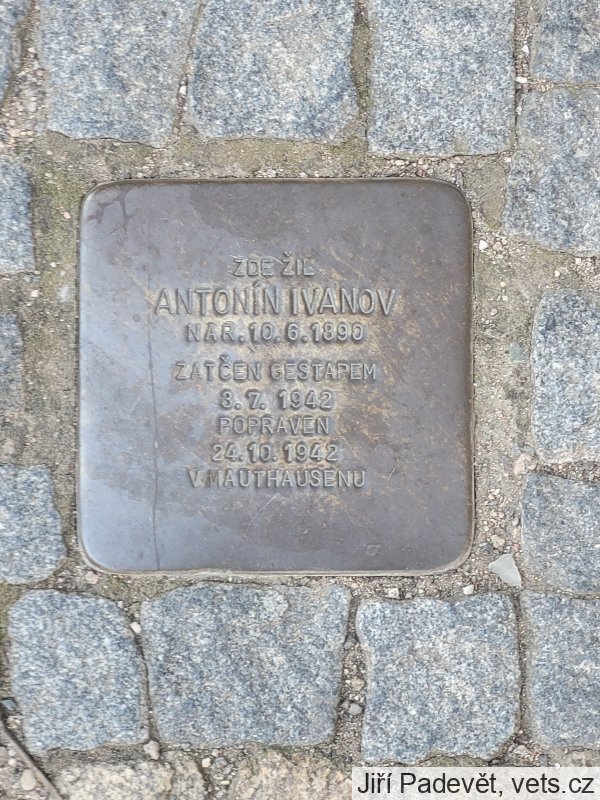 ZDE ŽIL
ANTONÍN IVANOV
NAR. 10. 6. 1890
ZATČEN GESTAPEM
3. 7. 1942
POPRAVEN
24. 10. 1942
V MAUTHAUSENU
Jiří Padevět, vets.cz